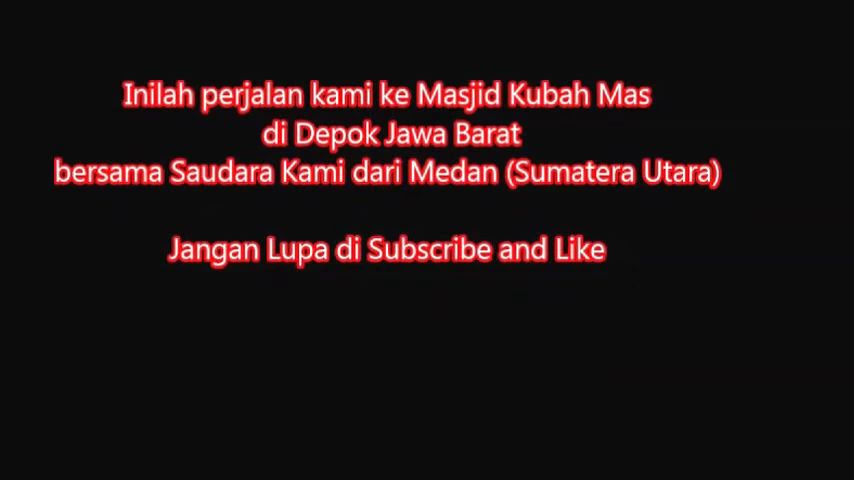 Inilah perjalan kami ke Masjid Kubah Mas
di Depok Jawa Barat
bersama Saudara Kami dari Medan (Sumatera Utara)
Jangan Lupa di Subscribe and Like